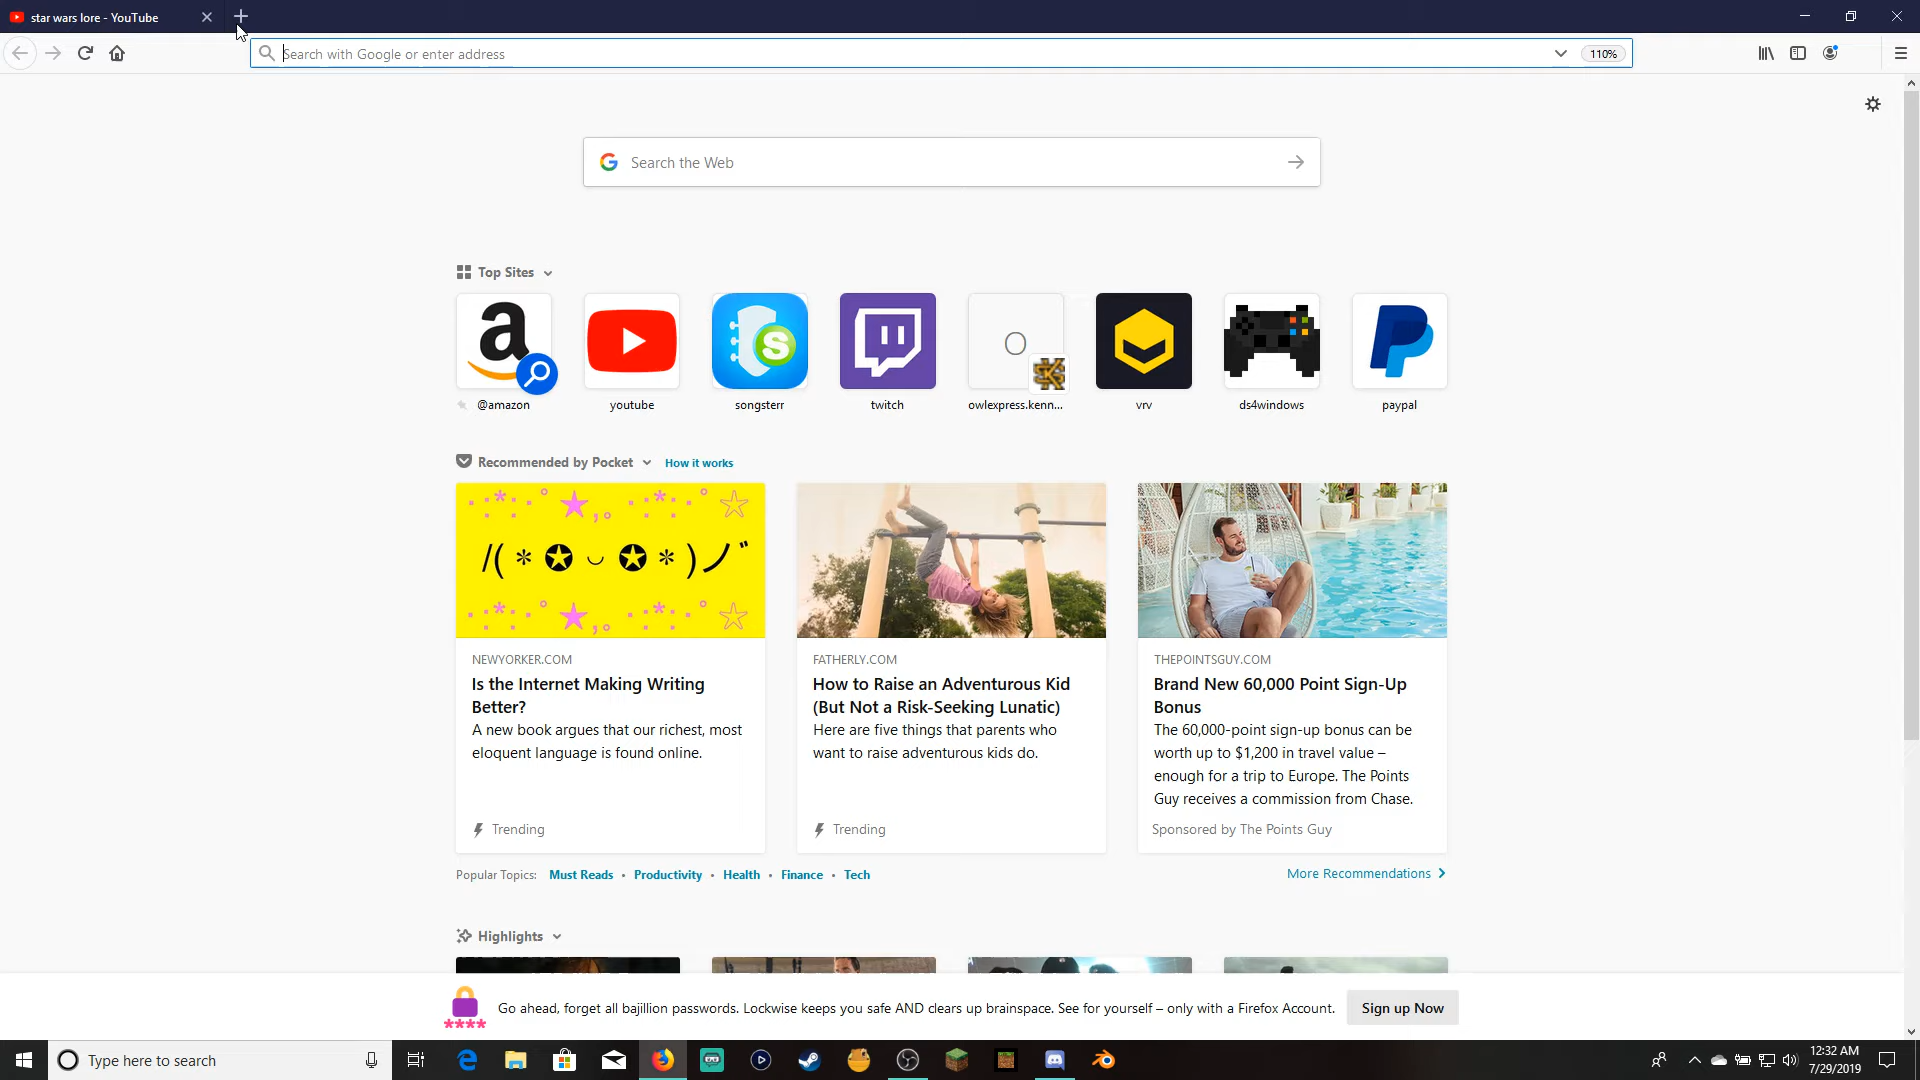 star wars lore - YouTube
Search with Google or enter address
110%
Search the Web
Top Sites
@amazon
youtube
songsterr
twitch
O
owlexpress.kenn...
vrv
ds4windows
paypal
Recommended by Pocket
How it works
/( * ✪ ◡ ✪ * )ノ゛
NEWYORKER.COM
Is the Internet Making Writing
Better?
A new book argues that our richest, most
eloquent language is found online.
Trending
FATHERLY.COM
How to Raise an Adventurous Kid
(But Not a Risk-Seeking Lunatic)
Here are five things that parents who
want to raise adventurous kids do.
Trending
THEPOINTSGUY.COM
Brand New 60,000 Point Sign-Up
Bonus
The 60,000-point sign-up bonus can be
worth up to $1,200 in travel value –
enough for a trip to Europe. The Points
Guy receives a commission from Chase.
Sponsored by The Points Guy
Popular Topics: Must Reads • Productivity • Health • Finance • Tech
More Recommendations
Highlights
Go ahead, forget all bajillion passwords. Lockwise keeps you safe AND clears up brainspace. See for yourself – only with a Firefox Account.
Sign up Now
Type here to search
12:32 AM
7/29/2019